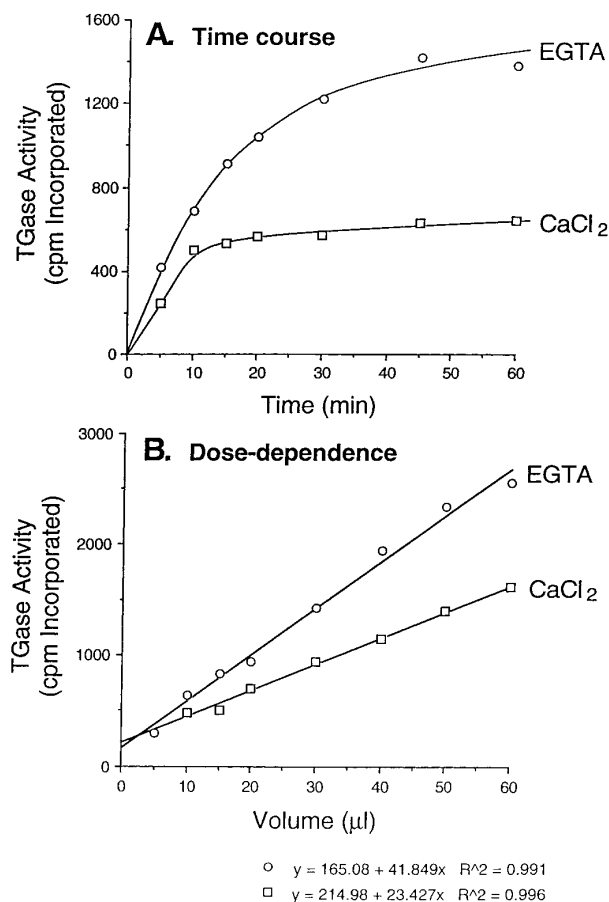 A. Time course
TGase Activity
(cpm Incorporated)
1600
1200
800
400
0
EGTA
CaCl2
0 10 20 30 40 50 60
Time (min)
B. Dose-dependence
TGase Activity
(cpm Incorporated)
3000
2000
1000
0
EGTA
CaCl2
0 10 20 30 40 50 60
Volume (µl)
y = 165.08 + 41.849x R^2 = 0.991
y = 214.98 + 23.427x R^2 = 0.996